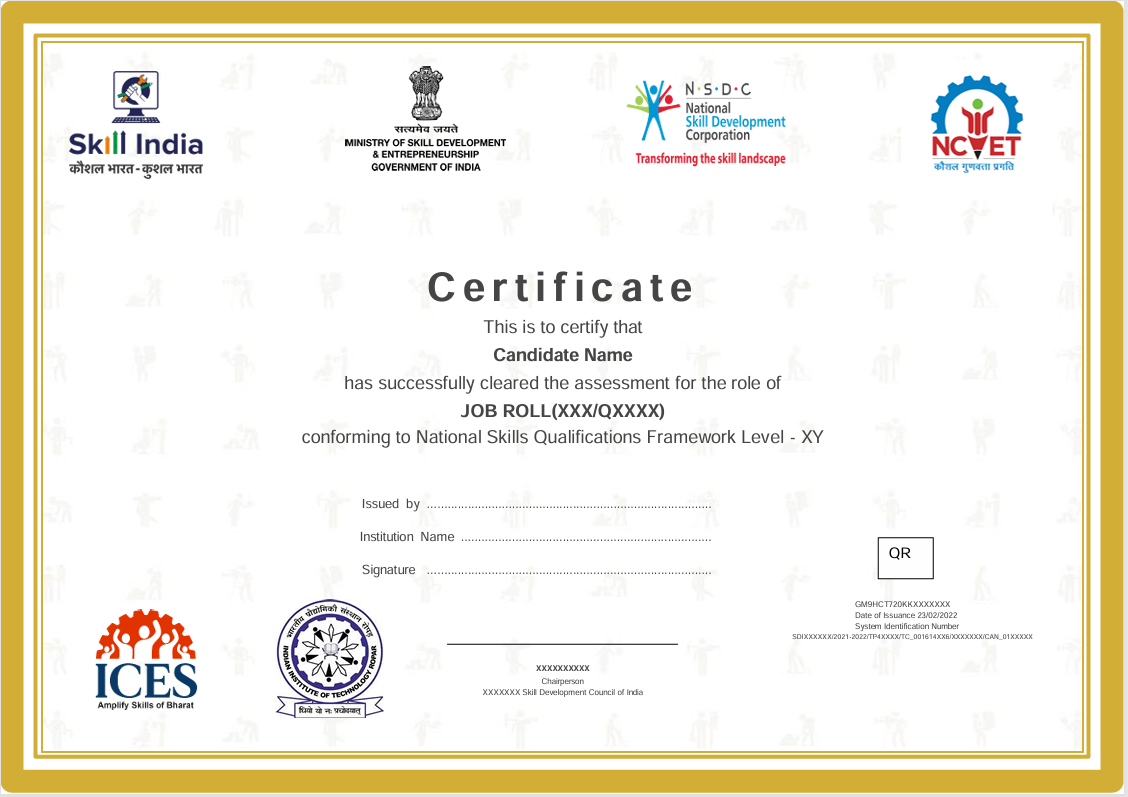 Skill India
कौशल भारत - कुशल भारत
सत्यमेव जयते
MINISTRY OF SKILL DEVELOPMENT
& ENTREPRENEURSHIP
GOVERNMENT OF INDIA
N·S·D·C
National
Skill Development
Corporation
Transforming the skill landscape
NCVET
कौशल गुणवत्ता प्रगति
Certificate
This is to certify that
Candidate Name
has successfully cleared the assessment for the role of
JOB ROLL(XXX/QXXXX)
conforming to National Skills Qualifications Framework Level - XY
Issued by ....................................................................................
Institution Name ..........................................................................
Signature ....................................................................................
QR
GM9HCT720KKXXXXXXX
Date of Issuance 23/02/2022
System Identification Number
SDIXXXXXX/2021-2022/TP4XXXX/TC_001614XX6/XXXXXXX/CAN_01XXXXX
ICES
Amplify Skills of Bharat
भारतीय प्रौद्योगिकी संस्थान रोपड़
INDIAN INSTITUTE OF TECHNOLOGY ROPAR
धियो यो नः प्रचोदयात्
XXXXXXXXXX
Chairperson
XXXXXXX Skill Development Council of India